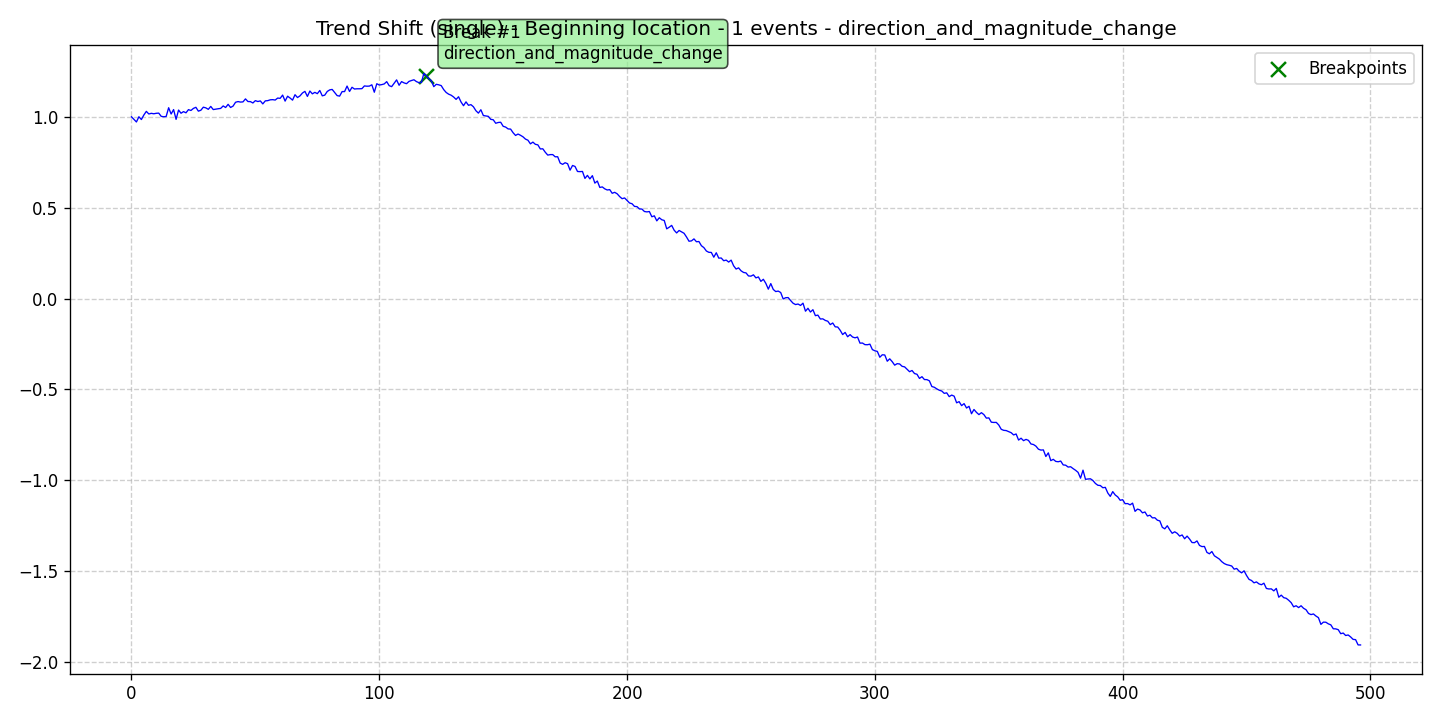 Trend Shift (single) - Beginning location - 1 events - direction_and_magnitude_change
Break #1
direction_and_magnitude_change
Breakpoints
1.0
0.5
0.0
−0.5
−1.0
−1.5
−2.0
0 100 200 300 400 500